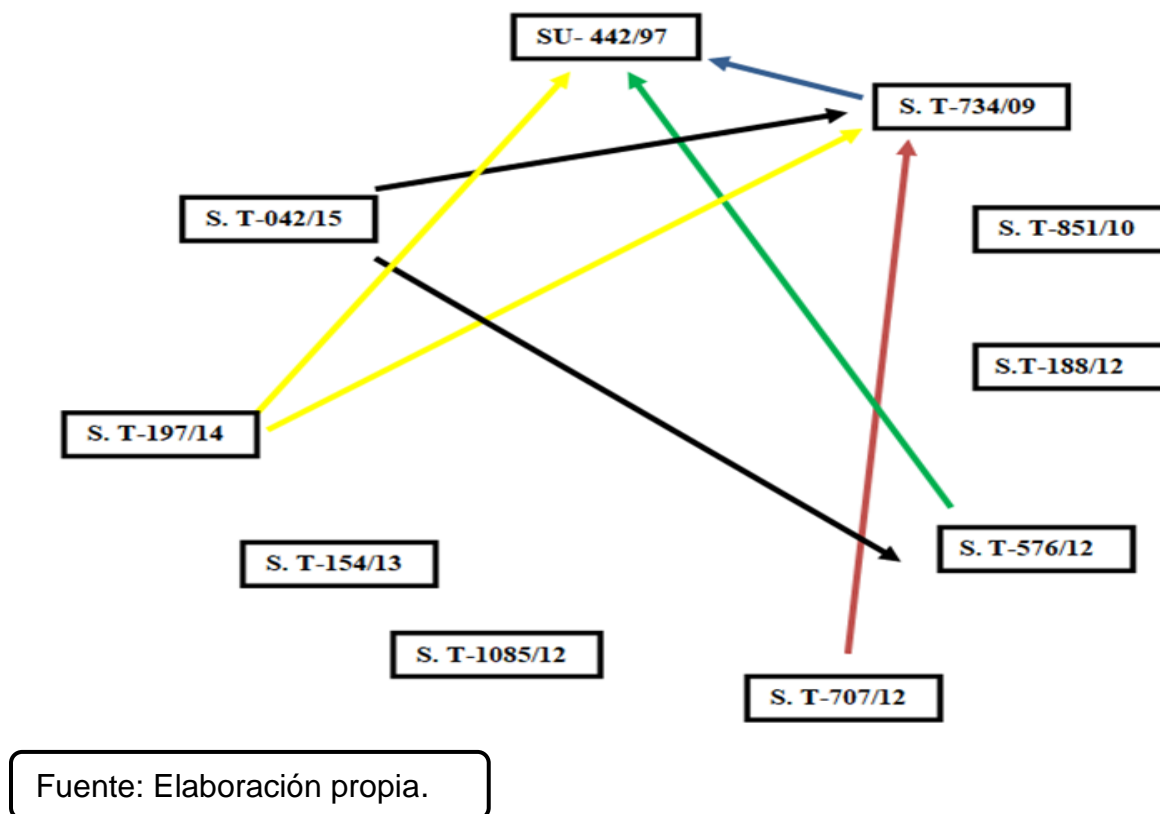 SU- 442/97
S. T-734/09
S. T-042/15
S. T-851/10
S.T-188/12
S. T-197/14
S. T-576/12
S. T-154/13
S. T-1085/12
S. T-707/12
Fuente: Elaboración propia.